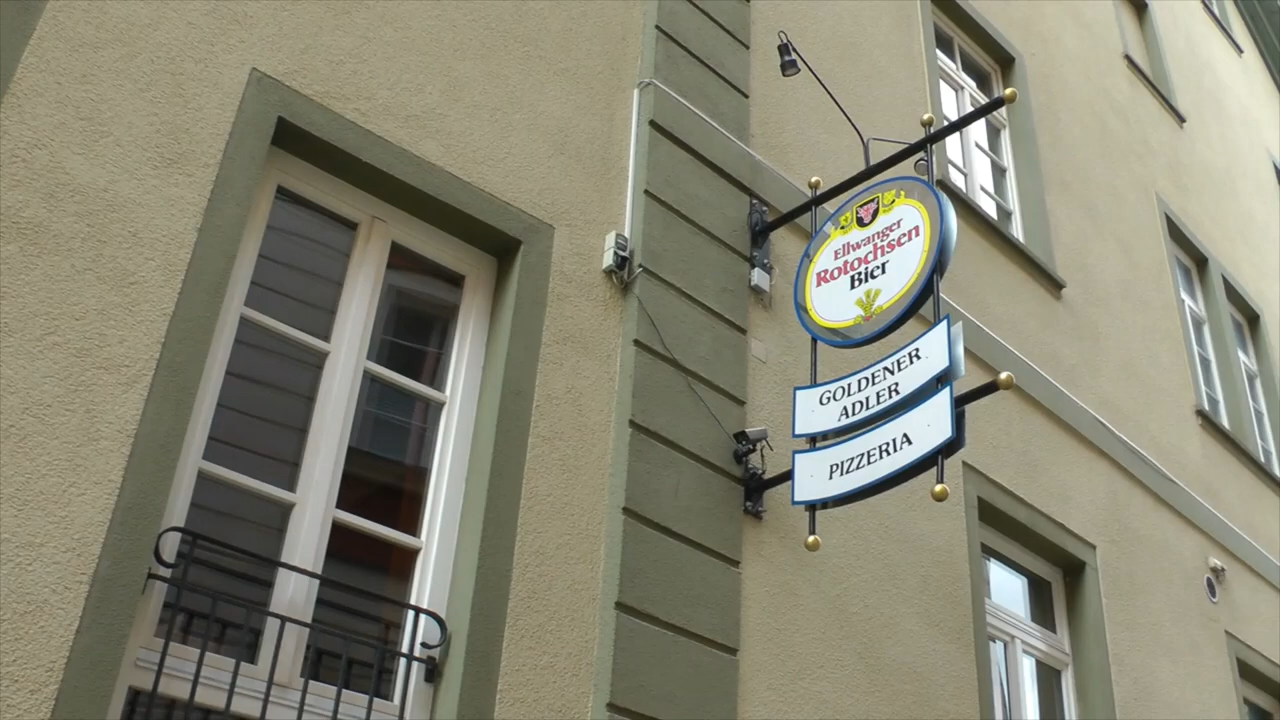 Ellwanger
Rotochsen
Bier
GOLDENER
ADLER
PIZZERIA